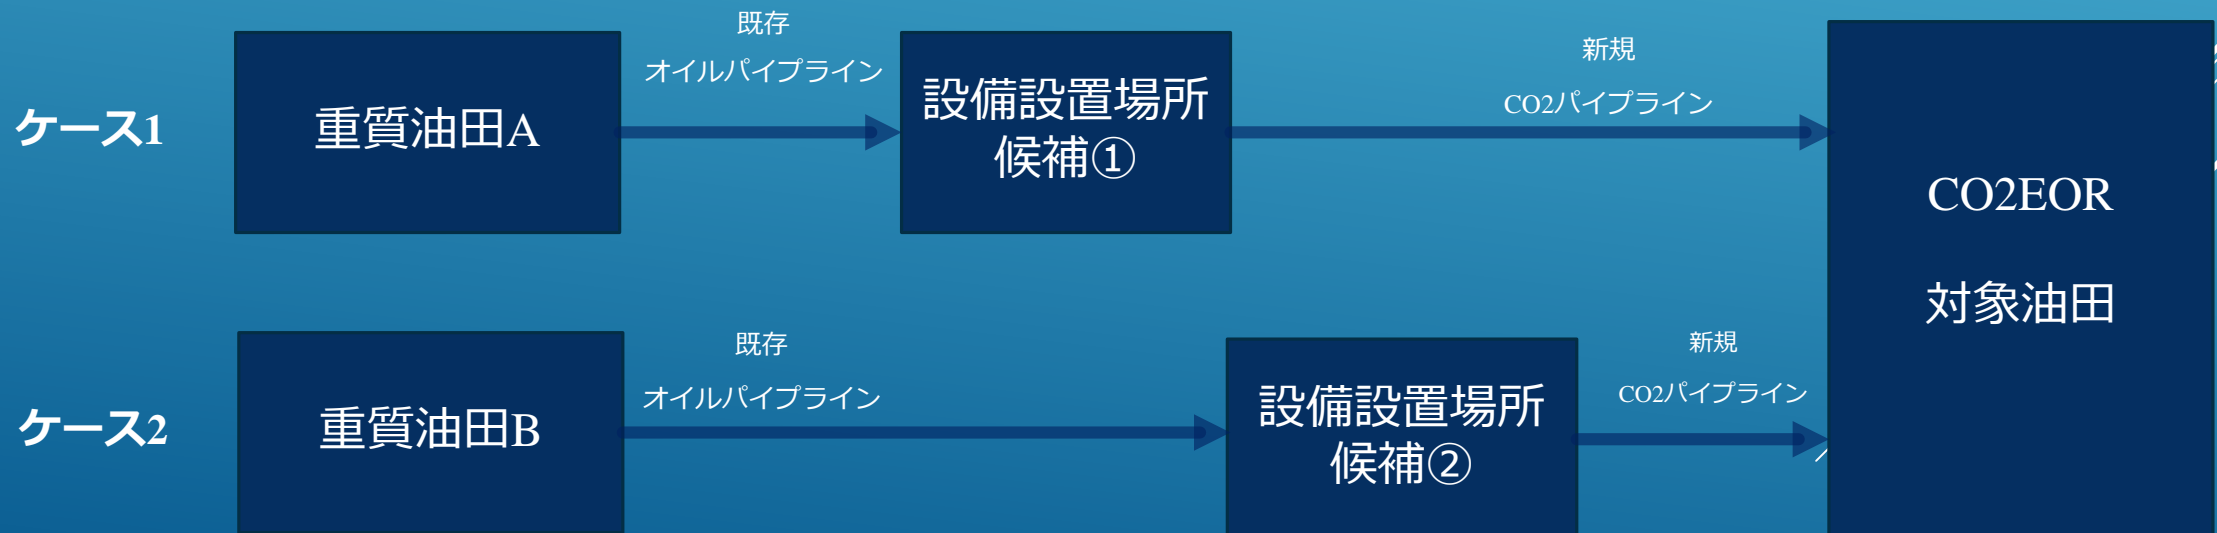 ケース1
重質油田A
既存
オイルパイプライン
設備設置場所
候補①
新規
CO2パイプライン
CO2EOR
対象油田
ケース2
重質油田B
既存
オイルパイプライン
設備設置場所
候補②
新規
CO2パイプライン